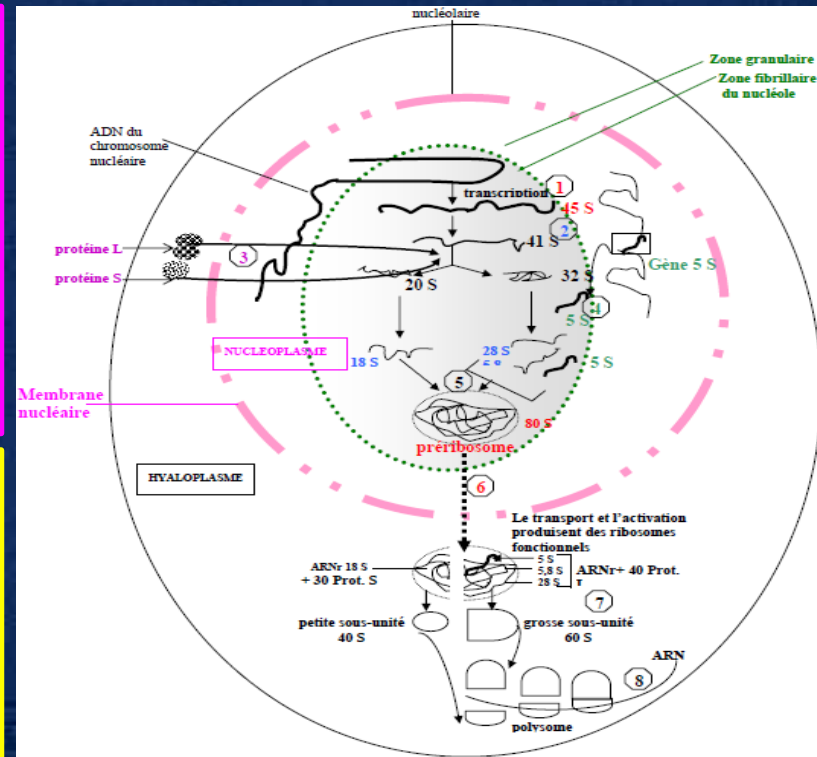 nucléolaire
Zone granulaire
Zone fibrillaire
du nucléole
ADN du
chromosome
nucléaire
transcription
1
45 S
2
41 S
protéine L
3
protéine S
Gène 5 S
20 S
32 S
4
5 S
NUCLEOPLASME
18 S
28 S
5 S
5
Membrane
nucléaire
80 S
préribosome
HYALOPLASME
6
Le transport et l'activation
produisent des ribosomes
fonctionnels
ARNr 18 S
+ 30 Prot. S
5 S
5,8 S
28 S
ARNr+ 40 Prot.
7
petite sous-unité
40 S
grosse sous-unité
60 S
ARN
8
polysome